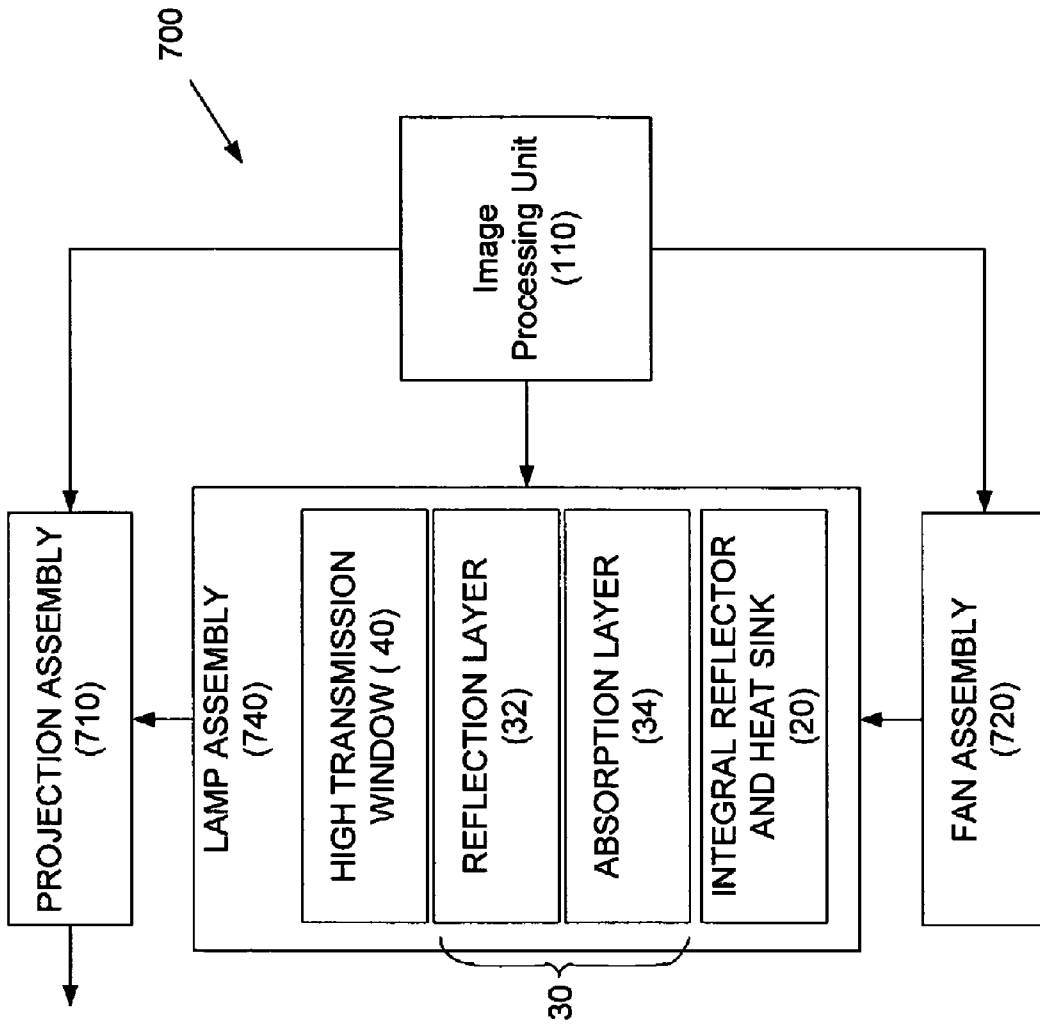 700
Image
Processing Unit
(110)
PROJECTION ASSEMBLY
(710)
LAMP ASSEMBLY
(740)
HIGH TRANSMISSION
WINDOW ( 40)
REFLECTION LAYER
(32)
ABSORPTION LAYER
(34)
INTEGRAL REFLECTOR
AND HEAT SINK
(20)
FAN ASSEMBLY
(720)
30